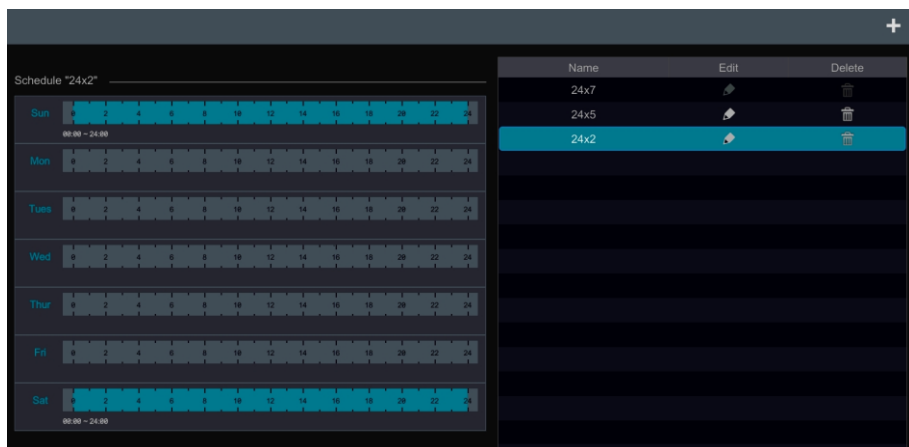 +
Schedule "24x2"
Sun 0 2 4 6 8 10 12 14 16 18 20 22 24
00:00 ~ 24:00
Mon 0 2 4 6 8 10 12 14 16 18 20 22 24
Tues 0 2 4 6 8 10 12 14 16 18 20 22 24
Wed 0 2 4 6 8 10 12 14 16 18 20 22 24
Thur 0 2 4 6 8 10 12 14 16 18 20 22 24
Fri 0 2 4 6 8 10 12 14 16 18 20 22 24
Sat 0 2 4 6 8 10 12 14 16 18 20 22 24
00:00 ~ 24:00
Name Edit Delete
24x7
24x5
24x2